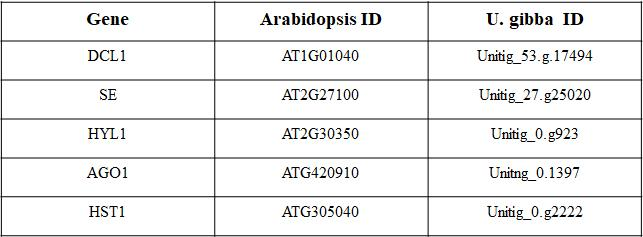 Gene Arabidopsis ID U. gibba ID
DCL1 AT1G01040 Unitig_53.g.17494
SE AT2G27100 Unitig_27.g25020
HYL1 AT2G30350 Unitig_0.g923
AGO1 ATG420910 Unitng_0.1397
HST1 ATG305040 Unitig_0.g2222